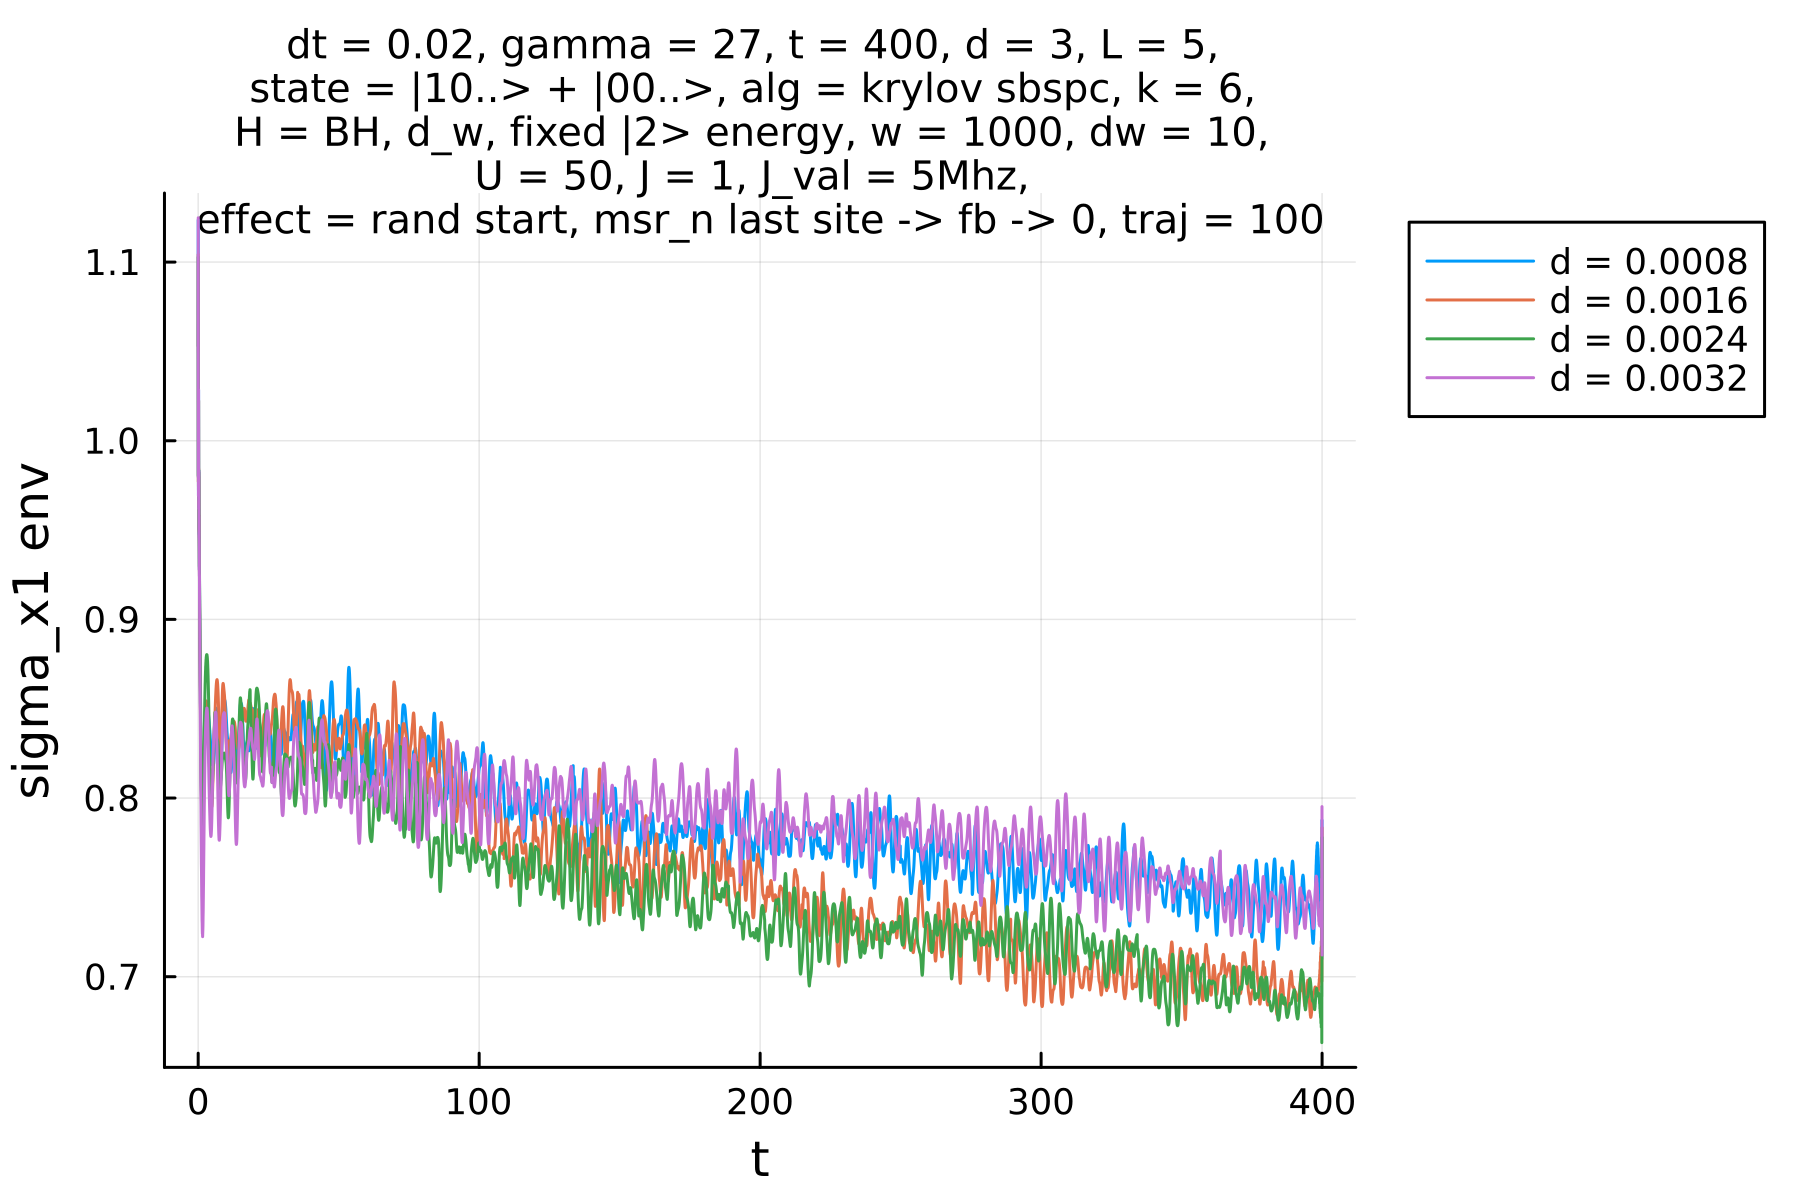 dt = 0.02, gamma = 27, t = 400, d = 3, L = 5,
state = |10..> + |00..>, alg = krylov sbspc, k = 6,
H = BH, d_w, fixed |2> energy, w = 1000, dw = 10,
U = 50, J = 1, J_val = 5Mhz,
effect = rand start, msr_n last site -> fb -> 0, traj = 100
d = 0.0008
d = 0.0016
d = 0.0024
d = 0.0032
sigma_x1 env
1.1
1.0
0.9
0.8
0.7
0
100
200
300
400
t